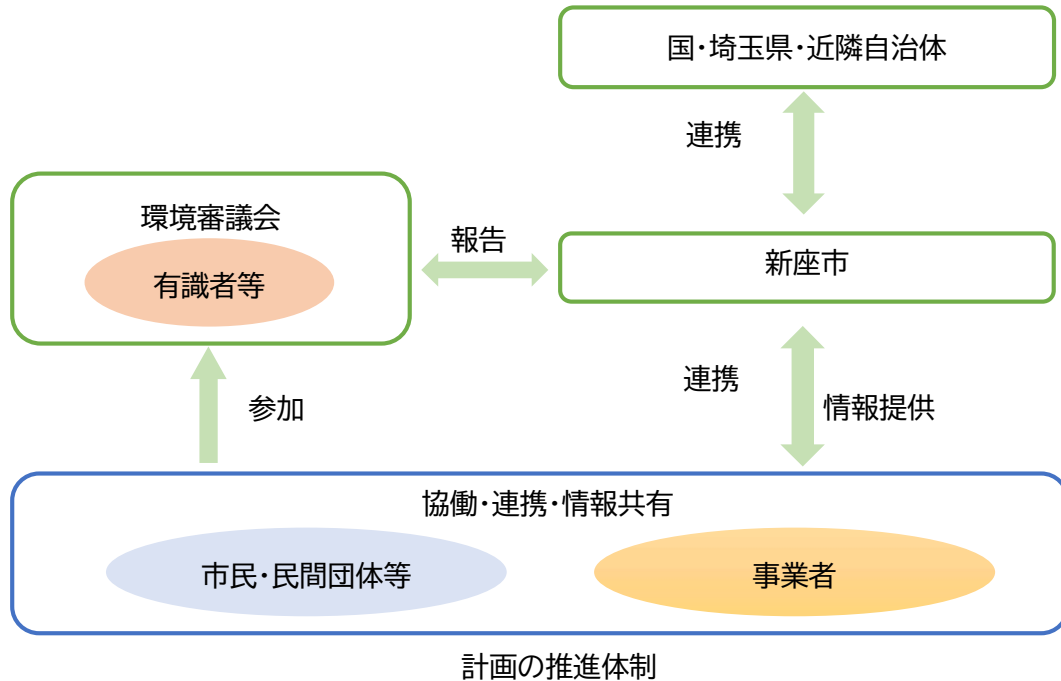 国・埼玉県・近隣自治体
連携
環境審議会
有識者等
報告
新座市
参加
連携
情報提供
協働・連携・情報共有
市民・民間団体等
事業者
計画の推進体制